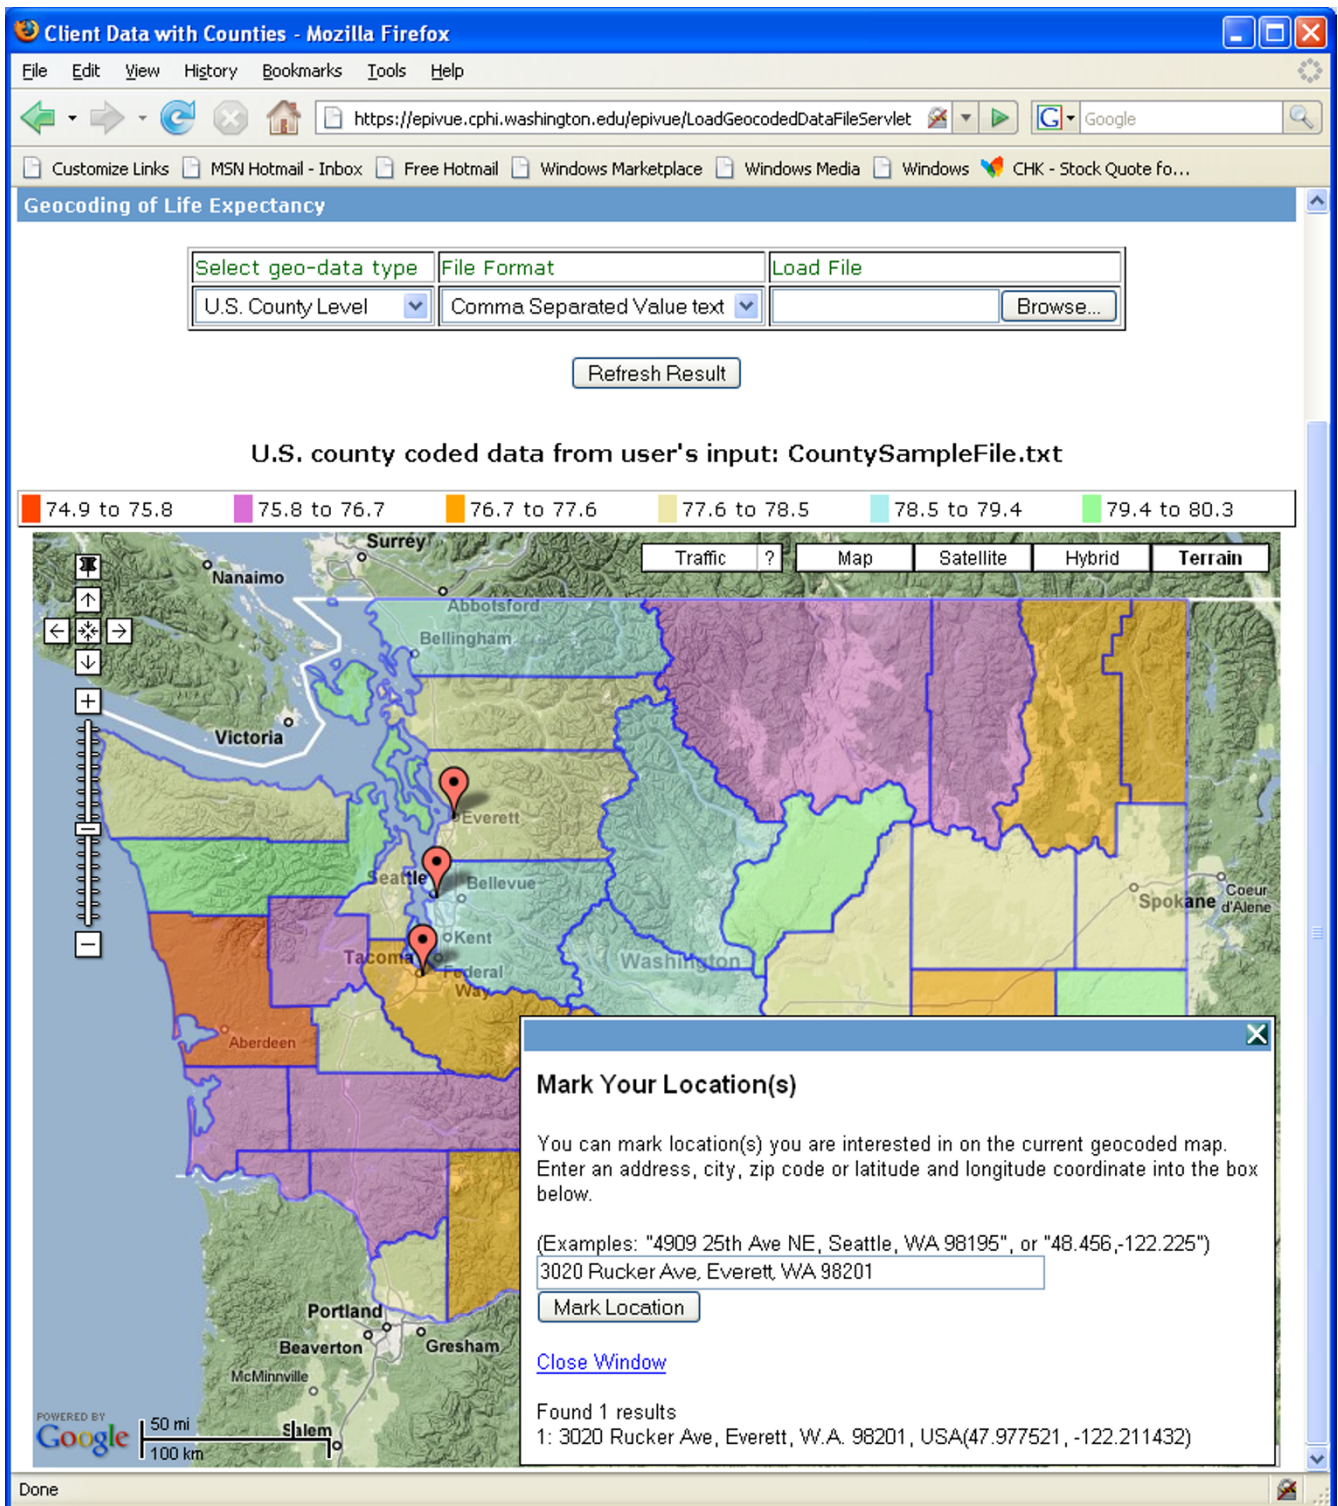 Client Data with Counties - Mozilla Firefox
File Edit View History Bookmarks Tools Help
https://epivue.cphi.washington.edu/epivue/LoadGeocodedDataFileServlet G Google
Customize Links MSN Hotmail - Inbox Free Hotmail Windows Marketplace Windows Media Windows CHK - Stock Quote fo...
Geocoding of Life Expectancy
Select geo-data type File Format Load File
U.S. County Level Comma Separated Value text Browse...
Refresh Result
U.S. county coded data from user's input: CountySampleFile.txt
74.9 to 75.8 75.8 to 76.7 76.7 to 77.6 77.6 to 78.5 78.5 to 79.4 79.4 to 80.3
Surrey
Traffic ? Map Satellite Hybrid Terrain
Nanaimo
Abbotsford
Bellingham
Victoria
Everett
Seattle
Bellevue
Spokane
Coeur
d'Alene
Kent
Tacoma
Federal
Way
Washington
Aberdeen
Mark Your Location(s)
You can mark location(s) you are interested in on the current geocoded map.
Enter an address, city, zip code or latitude and longitude coordinate into the box
below.
(Examples: "4909 25th Ave NE, Seattle, WA 98195", or "48.456,-122.225")
3020 Rucker Ave, Everett, WA 98201
Mark Location
Close Window
Found 1 results
1: 3020 Rucker Ave, Everett, W.A. 98201, USA(47.977521, -122.211432)
Portland
Beaverton
Gresham
McMinnville
Salem
POWERED BY
Google
50 mi
100 km
Done